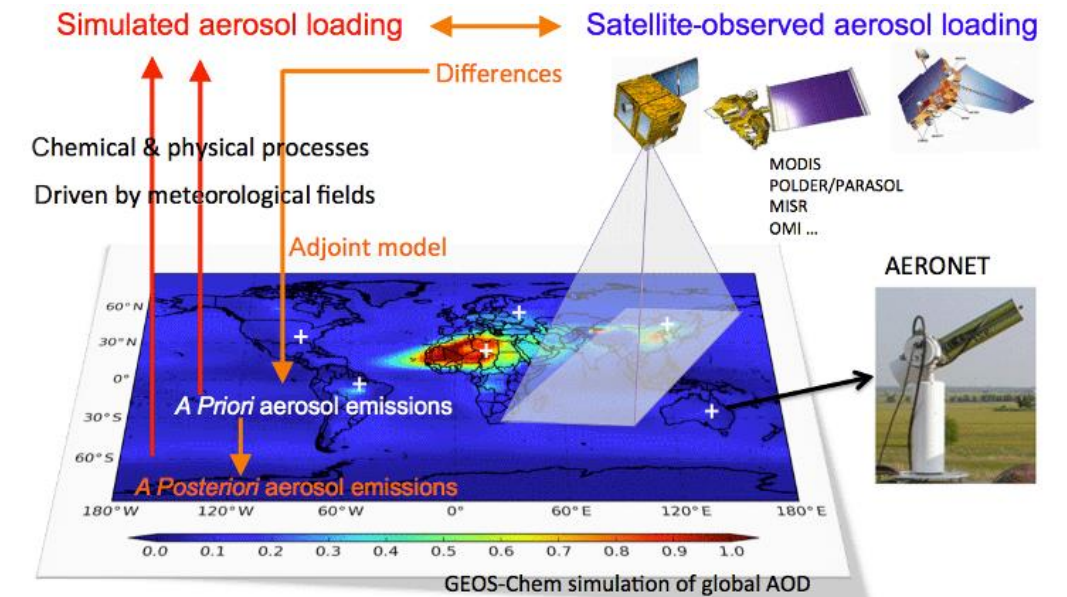 Simulated aerosol loading
Satellite-observed aerosol loading
Differences
Chemical & physical processes
Driven by meteorological fields
MODIS
POLDER/PARASOL
MISR
OMI ...
Adjoint model
AERONET
60°N
30°N
0°
30°S
60°S
A Priori aerosol emissions
A Posteriori aerosol emissions
180°W 120°W 60°W 0° 60°E 120°E 180°E
0.0 0.1 0.2 0.3 0.4 0.5 0.6 0.7 0.8 0.9 1.0
GEOS-Chem simulation of global AOD